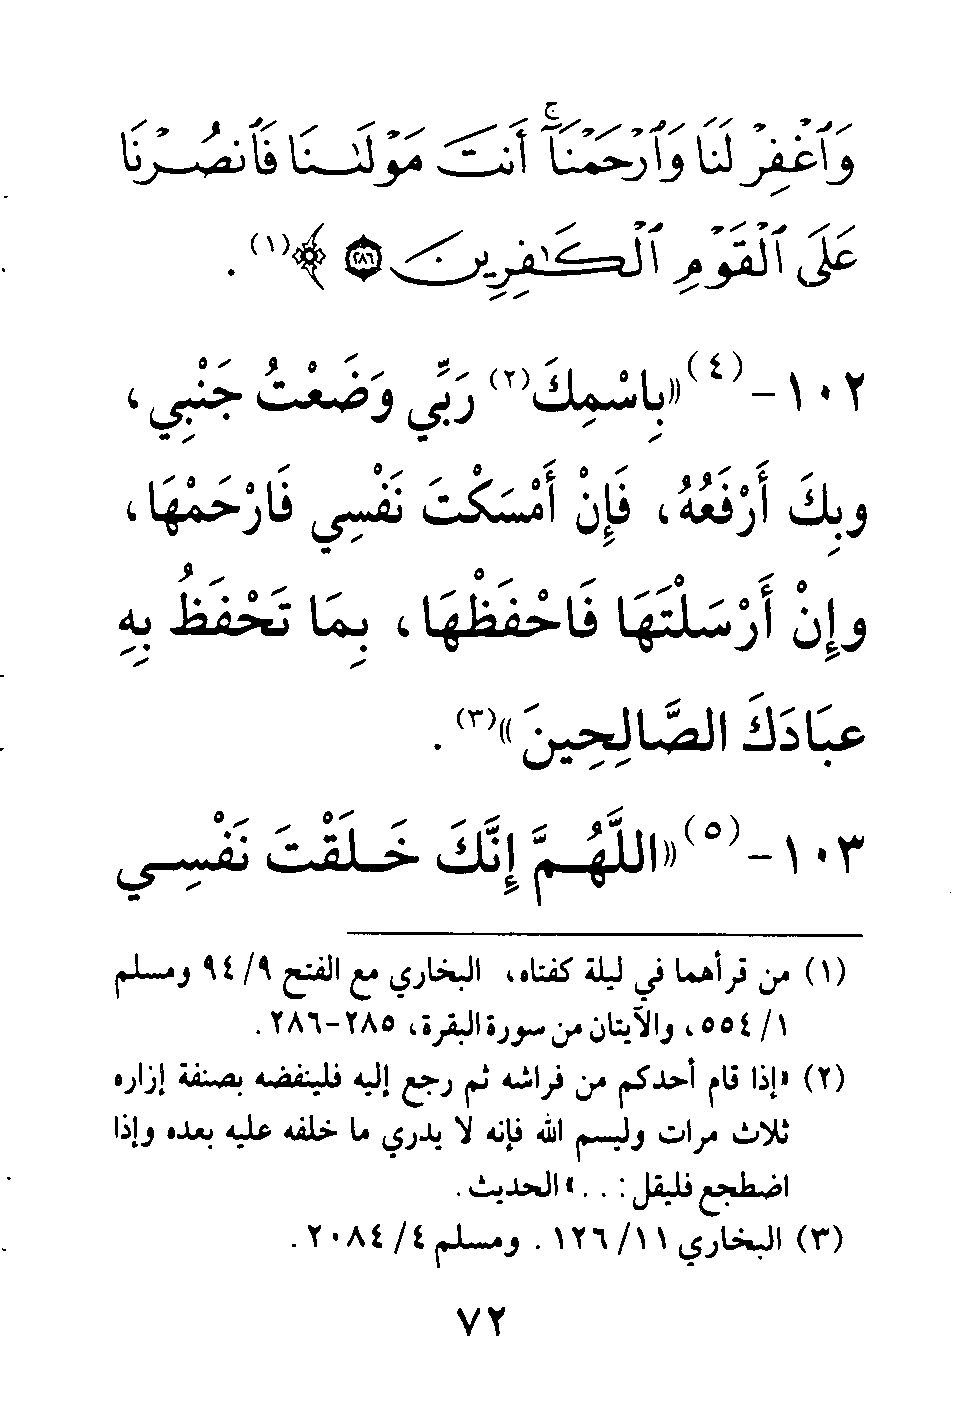 وَٱغْفِرْ لَنَا وَٱرْحَمْنَآ ۚ أَنتَ مَوْلَىٰنَا فَٱنصُرْنَا
عَلَى ٱلْقَوْمِ ٱلْكَـٰفِرِينَ ﴿٢٨٦﴾ ﴾(١) .
١٠٢ -(٤) «بِاسْمِكَ(٢) رَبِّي وَضَعْتُ جَنْبِي،
وبِكَ أَرْفَعُهُ، فَإِنْ أَمْسَكْتَ نَفْسِي فَارْحَمْهَا،
وإِنْ أَرْسَلْتَهَا فَاحْفَظْهَا، بِمَا تَحْفَظُ بِهِ
عِبَادَكَ الصَّالِحِينَ»(٣) .
١٠٣ -(٥) «اللَّهُمَّ إِنَّكَ خَلَقْتَ نَفْسِي
(١) من قرأهما في ليلة كفتاه، البخاري مع الفتح ٩/ ٩٤ ومسلم
١/ ٥٥٤، والآيتان من سورة البقرة، ٢٨٥-٢٨٦ .
(٢) «إذا قام أحدكم من فراشه ثم رجع إليه فلينفضه بصنفة إزاره
ثلاث مرات وليسم الله فإنه لا يدري ما خلفه عليه بعده وإذا
اضطجع فليقل: . . .» الحديث .
(٣) البخاري ١١/ ١٢٦ . ومسلم ٤/ ٢٠٨٤ .
٧٢